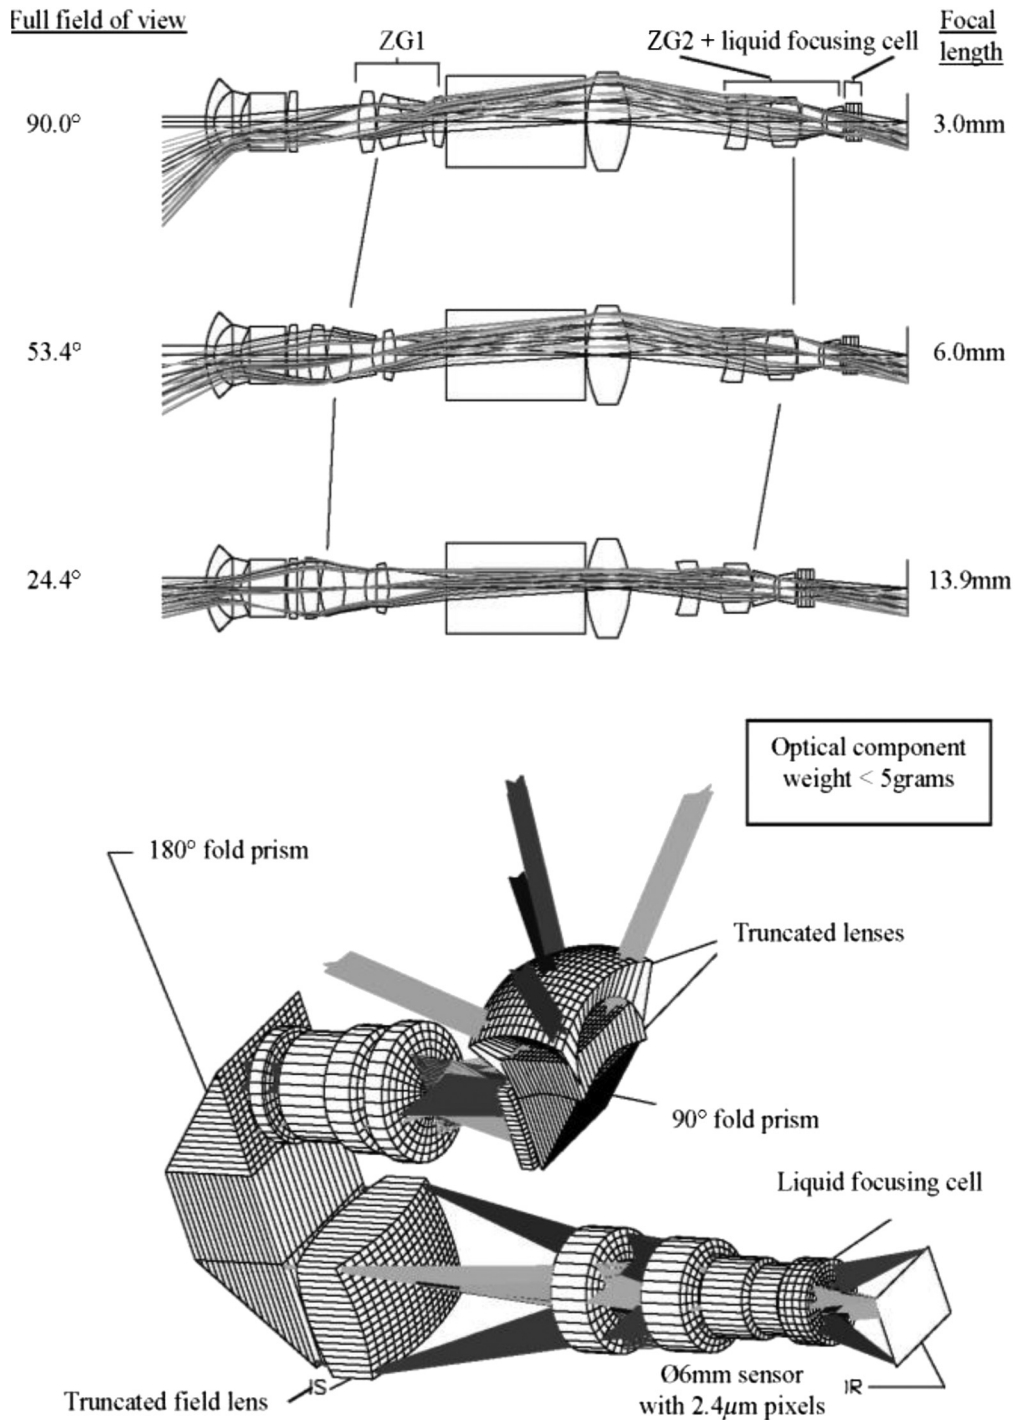 Full field of view
ZG1
ZG2 + liquid focusing cell
Focal
length
90.0°
3.0mm
53.4°
6.0mm
24.4°
13.9mm
Optical component
weight < 5grams
180° fold prism
Truncated lenses
90° fold prism
Liquid focusing cell
Truncated field lens
IS
Ø6mm sensor
with 2.4μm pixels
IR